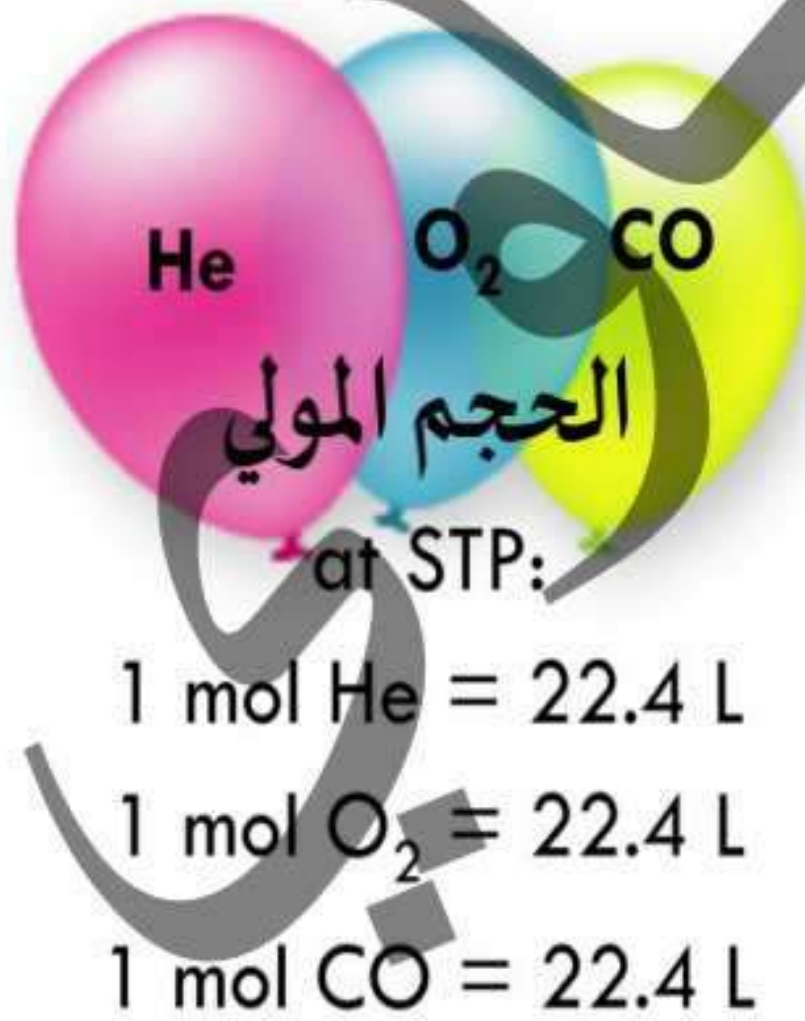 He O₂ CO
الحجم المولي
at STP:
1 mol He = 22.4 L
1 mol O₂ = 22.4 L
1 mol CO = 22.4 L